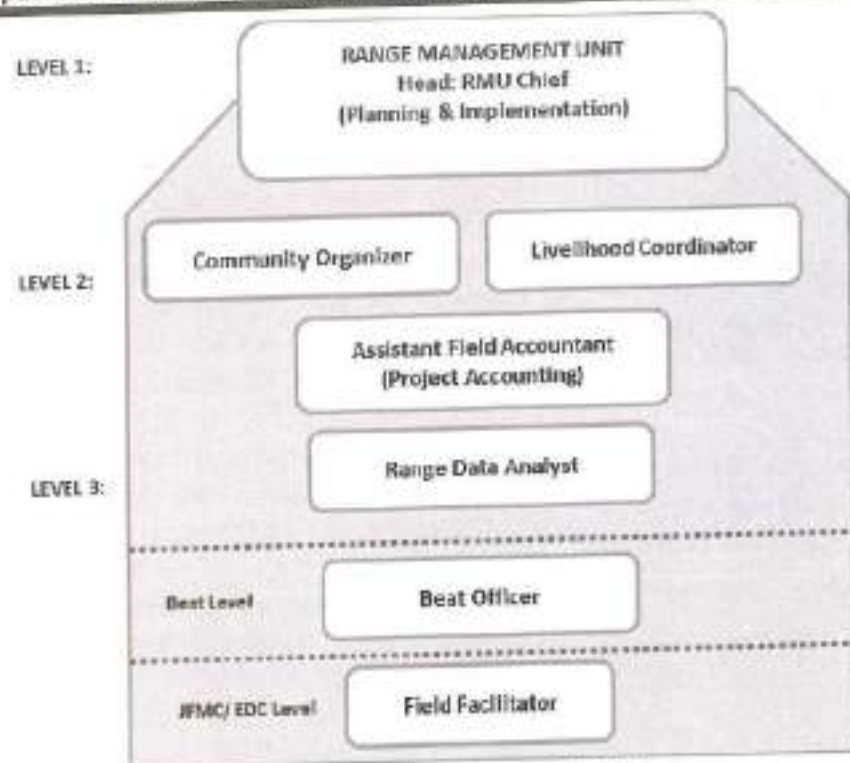 LEVEL 1:
RANGE MANAGEMENT UNIT
Head: RMU Chief
(Planning & Implementation)
Community Organizer
Livelihood Coordinator
LEVEL 2:
Assistant Field Accountant
(Project Accounting)
Range Data Analyst
LEVEL 3:
Beat Level
Beat Officer
JFMC/ EDC Level
Field Facilitator